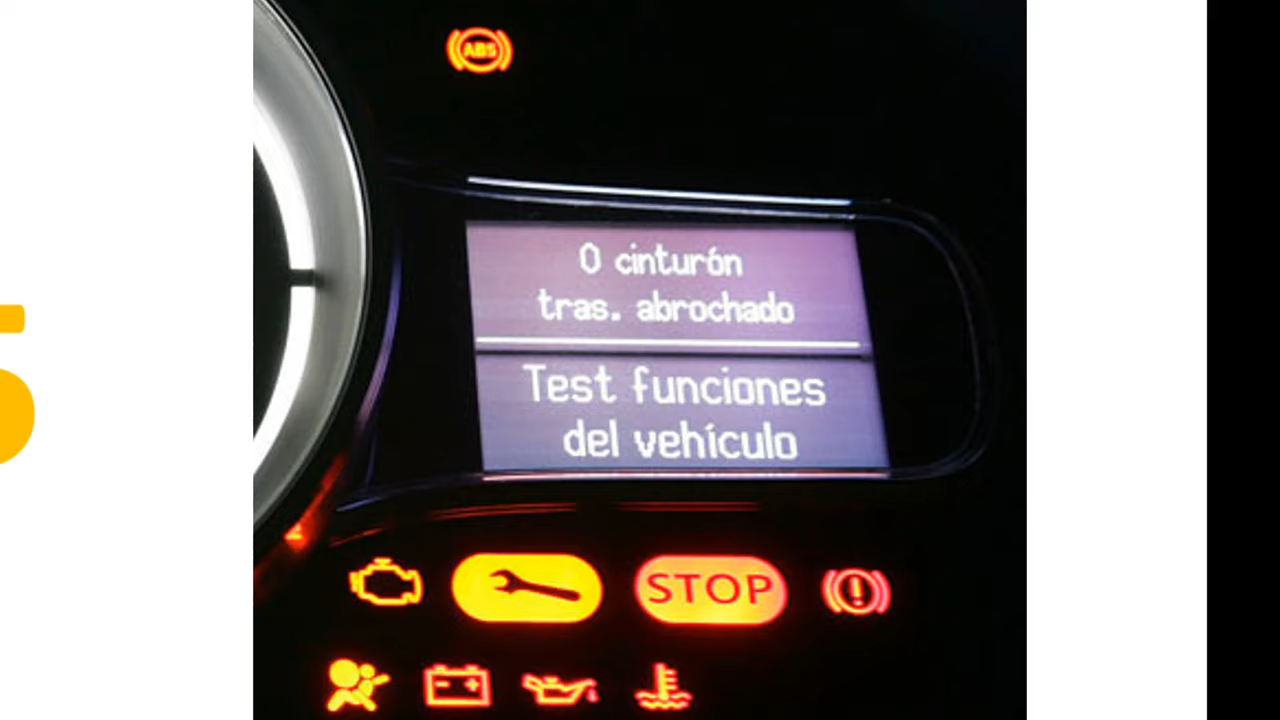 ABS
0 cinturón
tras. abrochado
Test funciones
del vehículo
STOP